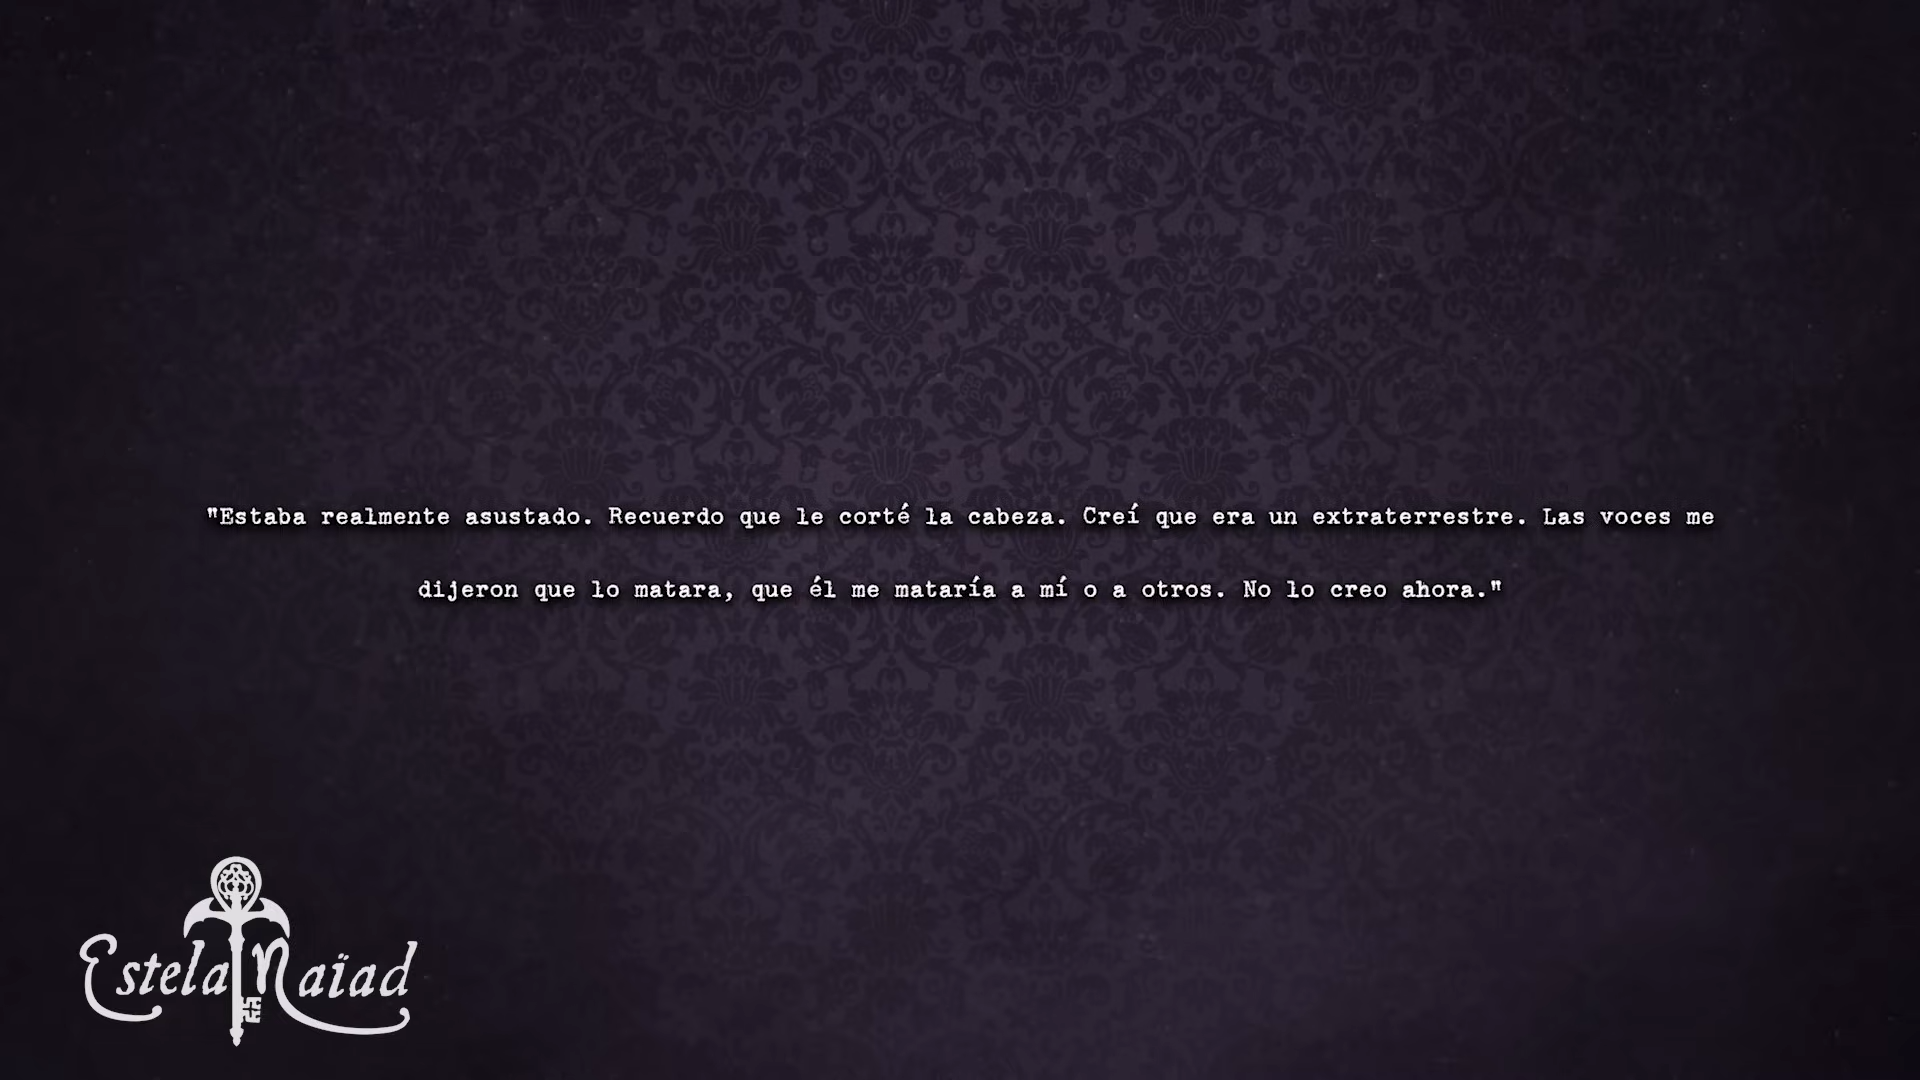 "Estaba realmente asustado. Recuerdo que le corté la cabeza. Creí que era un extraterrestre. Las voces me
dijeron que lo matara, que él me mataría a mí o a otros. No lo creo ahora."
Estela Naïad